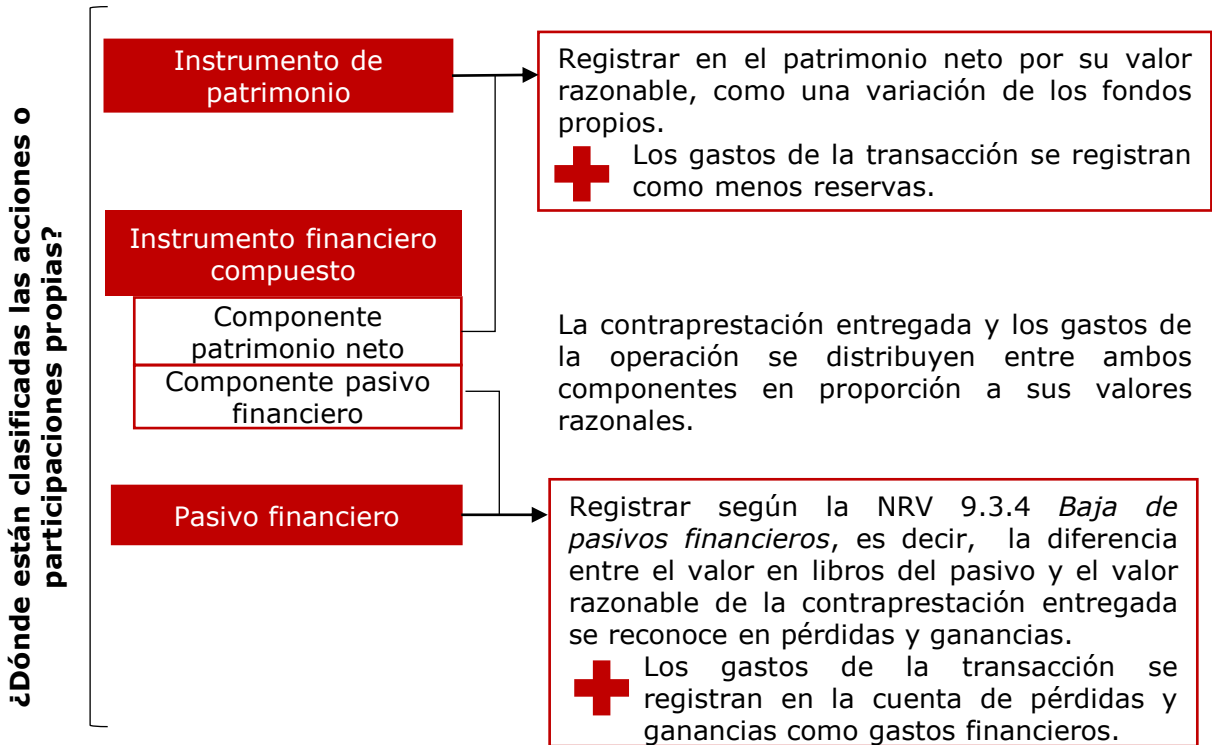 ¿Dónde están clasificadas las acciones o
participaciones propias?
Instrumento de
patrimonio
Registrar en el patrimonio neto por su valor
razonable, como una variación de los fondos
propios.
Los gastos de la transacción se registran
como menos reservas.
Instrumento financiero
compuesto
Componente
patrimonio neto
Componente pasivo
financiero
La contraprestación entregada y los gastos de
la operación se distribuyen entre ambos
componentes en proporción a sus valores
razonales.
Pasivo financiero
Registrar según la NRV 9.3.4 Baja de
pasivos financieros, es decir, la diferencia
entre el valor en libros del pasivo y el valor
razonable de la contraprestación entregada
se reconoce en pérdidas y ganancias.
Los gastos de la transacción se
registran en la cuenta de pérdidas y
ganancias como gastos financieros.